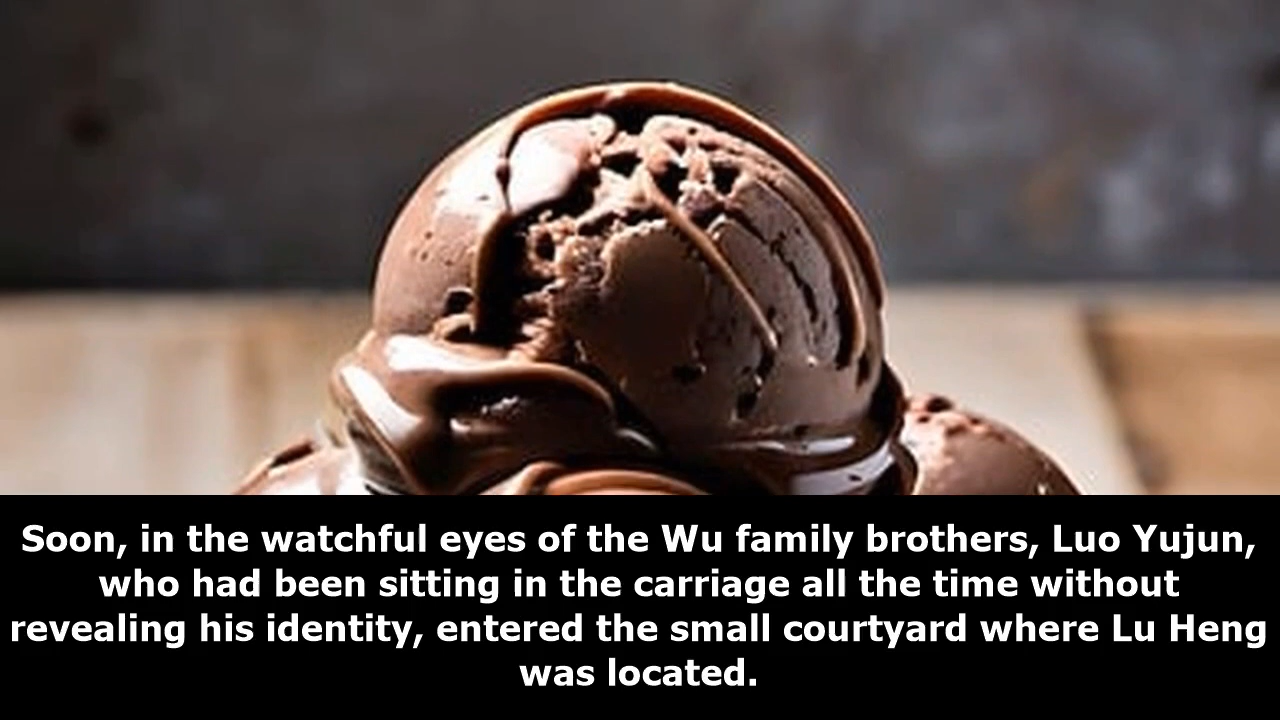 Soon, in the watchful eyes of the Wu family brothers, Luo Yujun,
who had been sitting in the carriage all the time without
revealing his identity, entered the small courtyard where Lu Heng
was located.